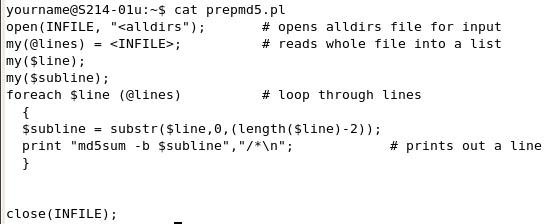 yourname@S214-01u:~$ cat prepmd5.pl
open(INFILE, "<alldirs");       # opens alldirs file for input
my(@lines) = <INFILE>;          # reads whole file into a list
my($line);
my($subline);
foreach $line (@lines)          # loop through lines
  {
  $subline = substr($line,0,(length($line)-2));
  print "md5sum -b $subline","/*\n";            # prints out a line
  }
close(INFILE);